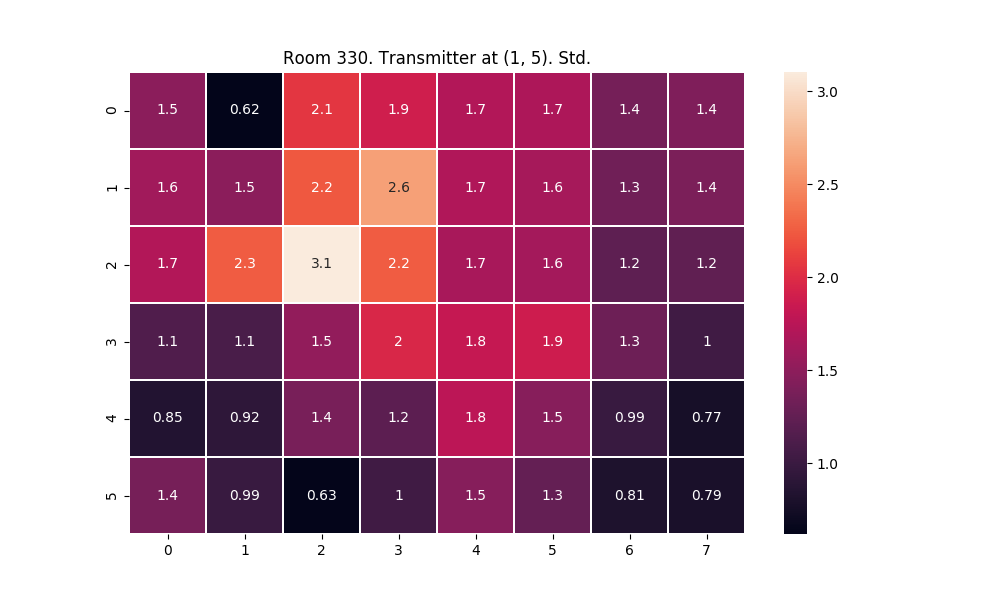 Room 330. Transmitter at (1, 5). Std.
0 1.5 0.62 2.1 1.9 1.7 1.7 1.4 1.4
1 1.6 1.5 2.2 2.6 1.7 1.6 1.3 1.4
2 1.7 2.3 3.1 2.2 1.7 1.6 1.2 1.2
3 1.1 1.1 1.5 2 1.8 1.9 1.3 1
4 0.85 0.92 1.4 1.2 1.8 1.5 0.99 0.77
5 1.4 0.99 0.63 1 1.5 1.3 0.81 0.79
0 1 2 3 4 5 6 7
3.0
2.5
2.0
1.5
1.0